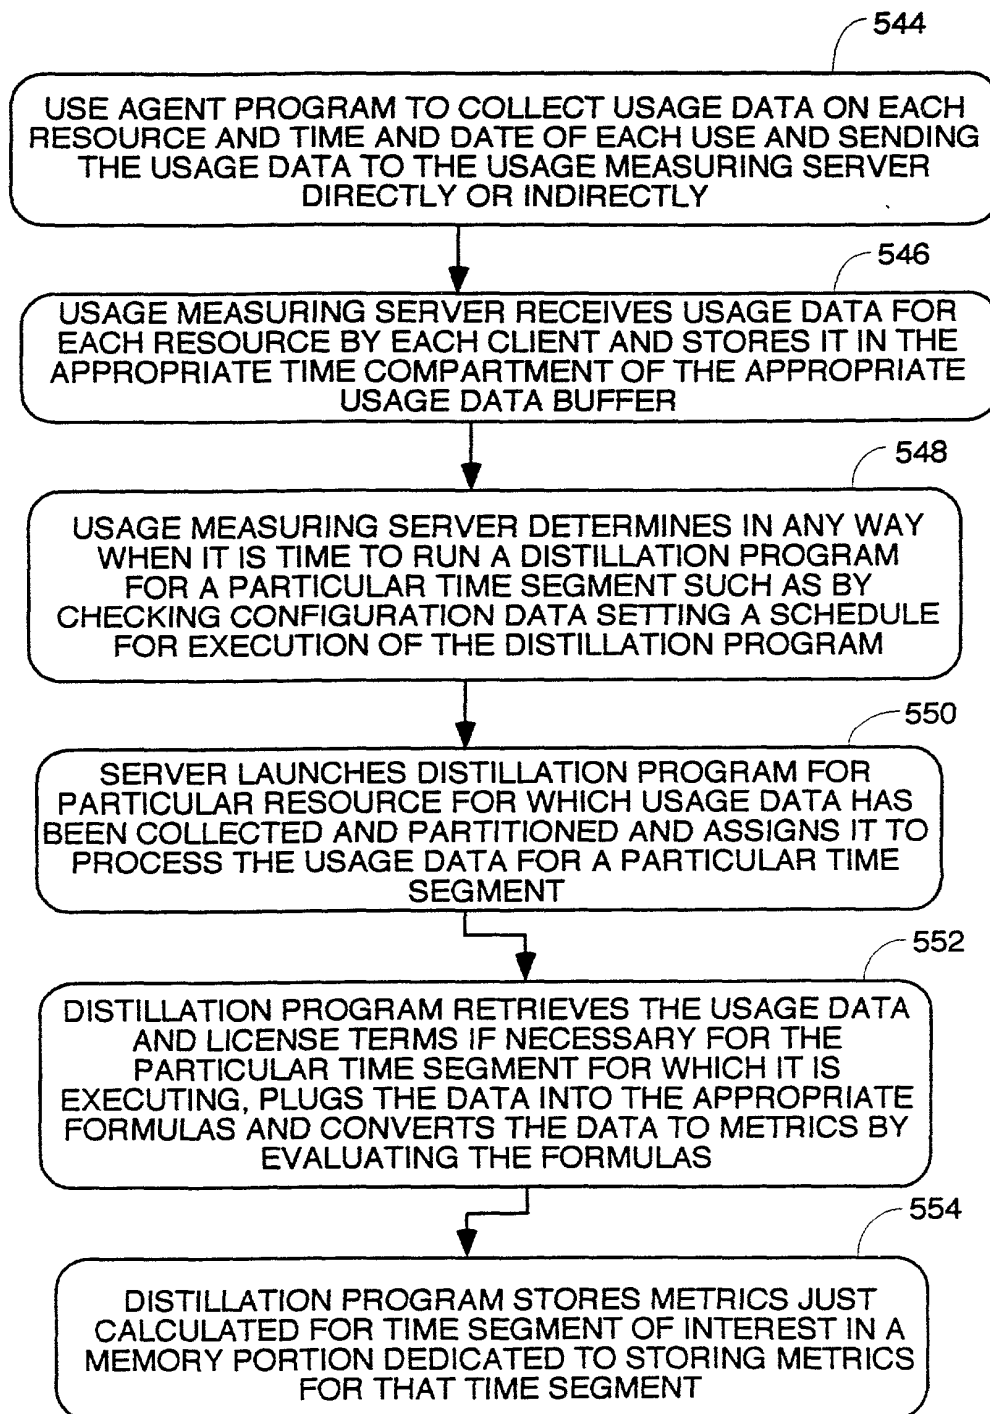 544
USE AGENT PROGRAM TO COLLECT USAGE DATA ON EACH
RESOURCE AND TIME AND DATE OF EACH USE AND SENDING
THE USAGE DATA TO THE USAGE MEASURING SERVER
DIRECTLY OR INDIRECTLY
546
USAGE MEASURING SERVER RECEIVES USAGE DATA FOR
EACH RESOURCE BY EACH CLIENT AND STORES IT IN THE
APPROPRIATE TIME COMPARTMENT OF THE APPROPRIATE
USAGE DATA BUFFER
548
USAGE MEASURING SERVER DETERMINES IN ANY WAY
WHEN IT IS TIME TO RUN A DISTILLATION PROGRAM
FOR A PARTICULAR TIME SEGMENT SUCH AS BY
CHECKING CONFIGURATION DATA SETTING A SCHEDULE
FOR EXECUTION OF THE DISTILLATION PROGRAM
550
SERVER LAUNCHES DISTILLATION PROGRAM FOR
PARTICULAR RESOURCE FOR WHICH USAGE DATA HAS
BEEN COLLECTED AND PARTITIONED AND ASSIGNS IT TO
PROCESS THE USAGE DATA FOR A PARTICULAR TIME
SEGMENT
552
DISTILLATION PROGRAM RETRIEVES THE USAGE DATA
AND LICENSE TERMS IF NECESSARY FOR THE
PARTICULAR TIME SEGMENT FOR WHICH IT IS
EXECUTING, PLUGS THE DATA INTO THE APPROPRIATE
FORMULAS AND CONVERTS THE DATA TO METRICS BY
EVALUATING THE FORMULAS
554
DISTILLATION PROGRAM STORES METRICS JUST
CALCULATED FOR TIME SEGMENT OF INTEREST IN A
MEMORY PORTION DEDICATED TO STORING METRICS
FOR THAT TIME SEGMENT